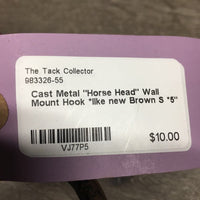 The Tack Collector
983326-55
Cast Metal "Horse Head" Wall
Mount Hook *like new Brown S *5"
$10.00
VJ77P5